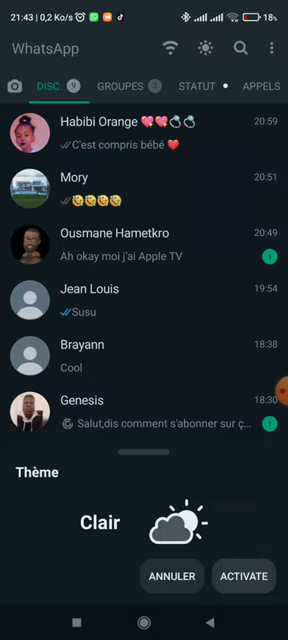 21:43 | 0,2 Ko/s
18%
WhatsApp
DISC. 9 GROUPES 3 STATUT APPELS
Habibi Orange 💖💖💍💍 20:59
C'est compris bébé ❤️
Mory 20:51
🤣🤣🤣🤣
Ousmane Hametkro 20:49
Ah okay moi j'ai Apple TV 1
Jean Louis 19:54
Susu
Brayann 18:38
Cool
Genesis 18:30
Salut,dis comment s'abonner sur ç... 1
Thème
Clair
ANNULER ACTIVATE